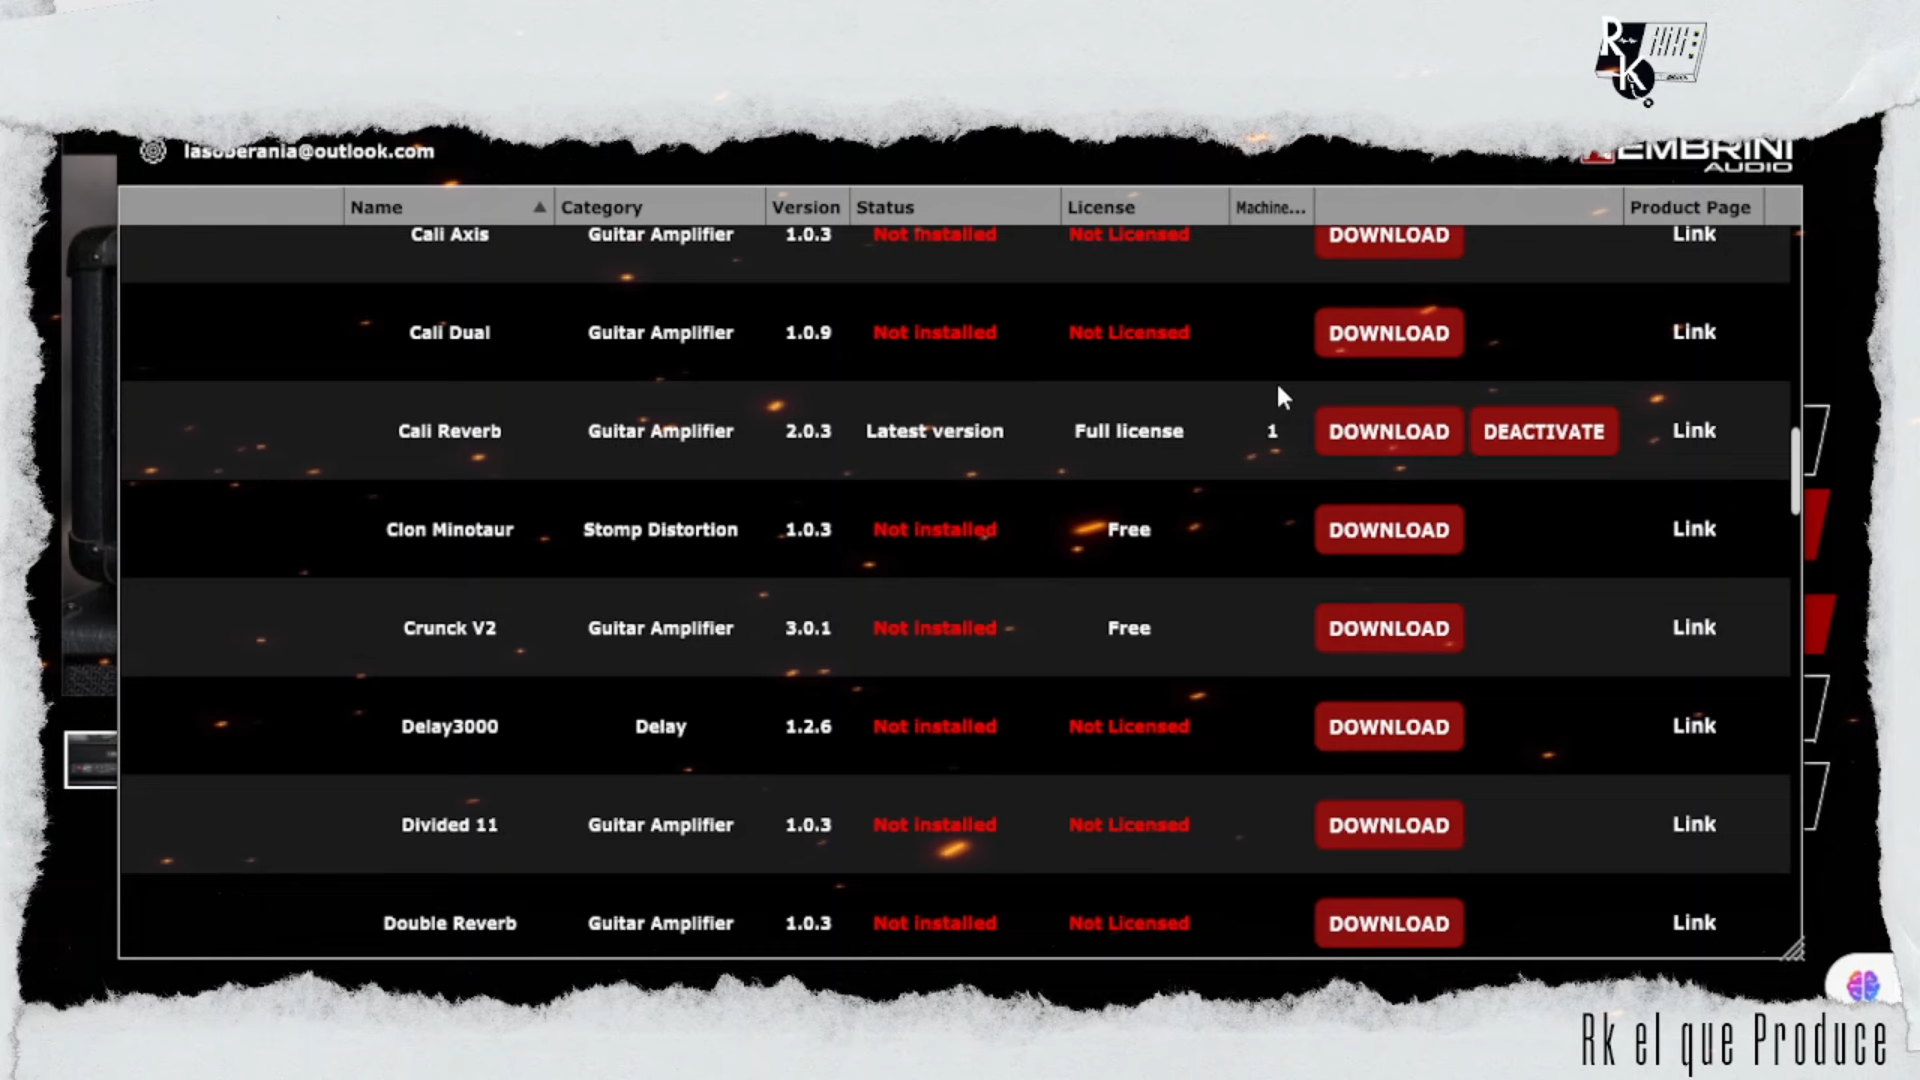 RK
lasoberania@outlook.com
EMBRINI
AUDIO
Name Category Version Status License Machine... Product Page
Cali Axis Guitar Amplifier 1.0.3 Not installed Not Licensed DOWNLOAD Link
Cali Dual Guitar Amplifier 1.0.9 Not installed Not Licensed DOWNLOAD Link
Cali Reverb Guitar Amplifier 2.0.3 Latest version Full license 1 DOWNLOAD DEACTIVATE Link
Clon Minotaur Stomp Distortion 1.0.3 Not installed Free DOWNLOAD Link
Crunck V2 Guitar Amplifier 3.0.1 Not installed Free DOWNLOAD Link
Delay3000 Delay 1.2.6 Not installed Not Licensed DOWNLOAD Link
Divided 11 Guitar Amplifier 1.0.3 Not installed Not Licensed DOWNLOAD Link
Double Reverb Guitar Amplifier 1.0.3 Not installed Not Licensed DOWNLOAD Link
Rk el que Produce